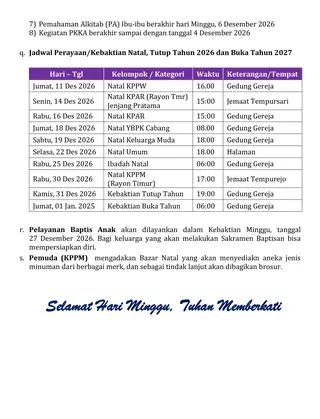 7) Pemahaman Alkitab (PA) Ibu-ibu berakhir hari Minggu, 6 Desember 2026
8) Kegiatan PKKA berakhir sampai dengan tanggal 4 Desember 2026
q. Jadwal Perayaan/Kebaktian Natal, Tutup Tahun 2026 dan Buka Tahun 2027
Hari – Tgl Kelompok / Kategori Waktu Keterangan/Tempat
Jumat, 11 Des 2026 Natal KPPW 16.00 Gedung Gereja
Senin, 14 Des 2026 Natal KPAR (Rayon Tmr) Jenjang Pratama 15:00 Jemaat Tempursari
Rabu, 16 Des 2026 Natal KPAR 15:00 Gedung Gereja
Jumat, 18 Des 2026 Natal YBPK Cabang 08.00 Gedung Gereja
Sabtu, 19 Des 2026 Natal Keluarga Muda 18.00 Gedung Gereja
Selasa, 22 Des 2026 Natal Umum 18.00 Halaman
Rabu, 25 Des 2026 Ibadah Natal 06:00 Gedung Gereja
Rabu, 30 Des 2026 Natal KPPM (Rayon Timur) 17:00 Jemaat Tempurejo
Kamis, 31 Des 2026 Kebaktian Tutup Tahun 19:00 Gedung Gereja
Jumat, 01 Jan. 2025 Kebaktian Buka Tahun 06:00 Gedung Gereja
r. Pelayanan Baptis Anak akan dilayankan dalam Kebaktian Minggu, tanggal
27 Desember 2026. Bagi keluarga yang akan melakukan Sakramen Baptisan bisa
mempersiapkan diri.
s. Pemuda (KPPM) mengadakan Bazar Natal yang akan menyediakn aneka jenis
minuman dari berbagai merk, dan sebagai tindak lanjut akan dibagikan brosur.
Selamat Hari Minggu, Tuhan Memberkati